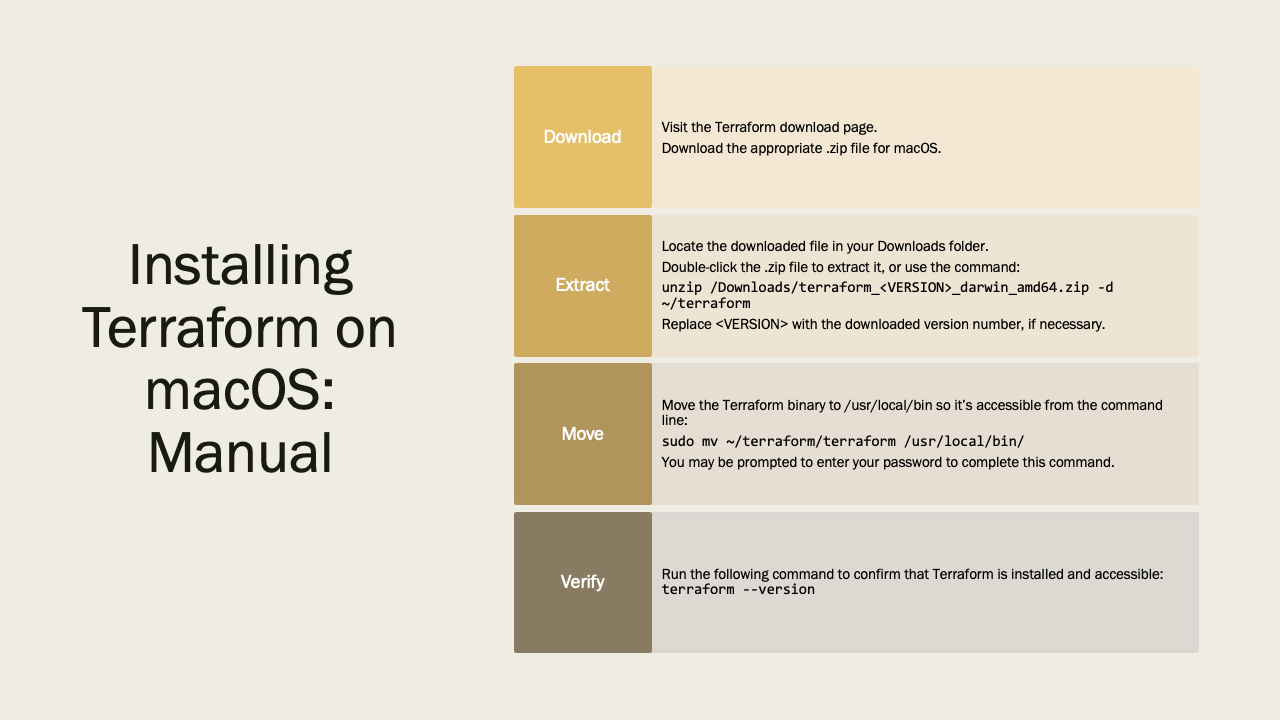 Installing
Terraform on
macOS:
Manual
Download
Visit the Terraform download page.
Download the appropriate .zip file for macOS.
Extract
Locate the downloaded file in your Downloads folder.
Double-click the .zip file to extract it, or use the command:
unzip /Downloads/terraform_<VERSION>_darwin_amd64.zip -d
~/terraform
Replace <VERSION> with the downloaded version number, if necessary.
Move
Move the Terraform binary to /usr/local/bin so it’s accessible from the command
line:
sudo mv ~/terraform/terraform /usr/local/bin/
You may be prompted to enter your password to complete this command.
Verify
Run the following command to confirm that Terraform is installed and accessible:
terraform --version